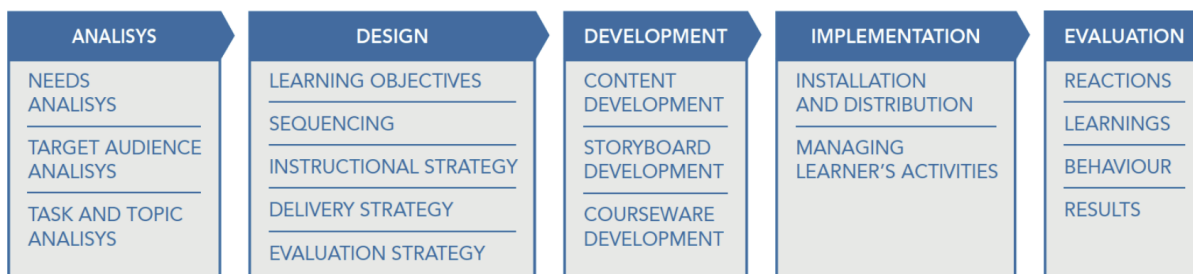 ANALISYS
NEEDS
ANALISYS
TARGET AUDIENCE
ANALISYS
TASK AND TOPIC
ANALISYS
DESIGN
LEARNING OBJECTIVES
SEQUENCING
INSTRUCTIONAL STRATEGY
DELIVERY STRATEGY
EVALUATION STRATEGY
DEVELOPMENT
CONTENT
DEVELOPMENT
STORYBOARD
DEVELOPMENT
COURSEWARE
DEVELOPMENT
IMPLEMENTATION
INSTALLATION
AND DISTRIBUTION
MANAGING
LEARNER'S ACTIVITIES
EVALUATION
REACTIONS
LEARNINGS
BEHAVIOUR
RESULTS